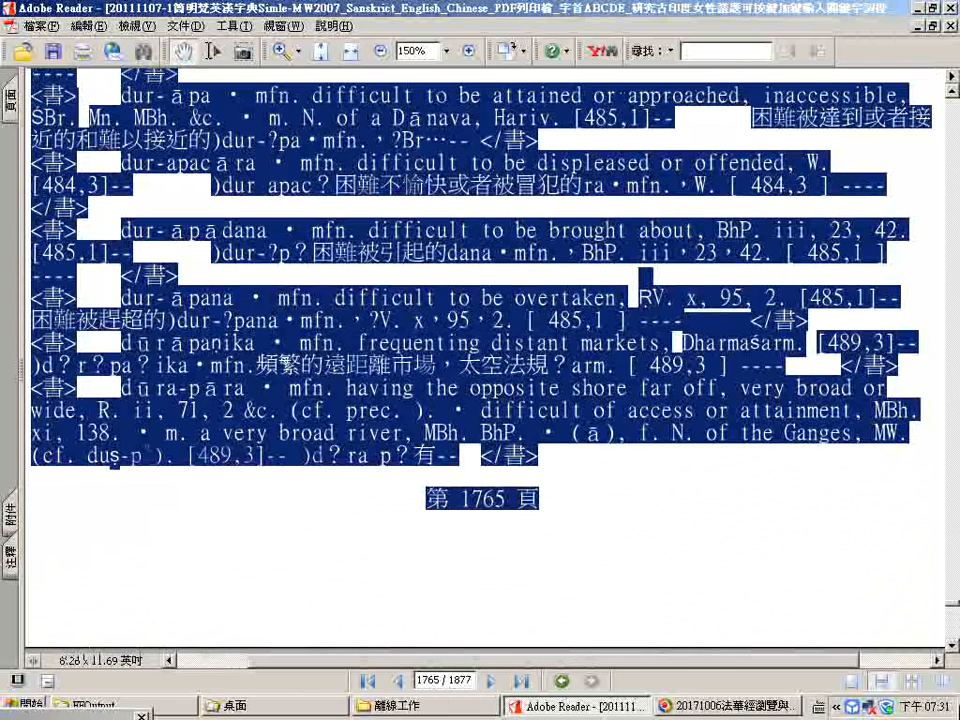 Adobe Reader - [20111107-1簡明梵英漢字典Simle-MW2007_Sanskrict_English_Chinese_PDF列印檔_字首ABCDE_研究古印度女性
檔案(F) 編輯(E) 檢視(V) 文件(D) 工具(T) 視窗(W) 說明(H)
150% 尋找:
頁面
---- </書>
<書> dur-āpa · mfn. difficult to be attained or approached, inaccessible,
ŚBr. Mn. MBh. &c. · m. N. of a Dānava, Hariv. [485,1]-- 困難被達到或者接
近的和難以接近的)dur-?pa·mfn.,?Br…-- </書>
<書> dur-apacāra · mfn. difficult to be displeased or offended, W.
[484,3]-- )dur apac?困難不愉快或者被冒犯的ra·mfn.,W. [ 484,3 ] ----
</書>
<書> dur-āpādana · mfn. difficult to be brought about, BhP. iii, 23, 42.
[485,1]-- )dur-?p?困難被引起的dana·mfn.,BhP. iii,23,42. [ 485,1 ]
---- </書>
<書> dur-āpana · mfn. difficult to be overtaken, RV. x, 95, 2. [485,1]--
困難被趕超的)dur-?pana·mfn.,?V. x,95,2. [ 485,1 ] ---- </書>
<書> dūrāpaṇika · mfn. frequenting distant markets, Dharmaśarm. [489,3]--
)d?r?pa?ika·mfn.頻繁的遠距離市場,太空法規?arm. [ 489,3 ] ---- </書>
<書> dūra-pāra · mfn. having the opposite shore far off, very broad or
wide, R. ii, 71, 2 &c. (cf. prec. ). · difficult of access or attainment, MBh.
xi, 138. · m. a very broad river, MBh. BhP. · (ā), f. N. of the Ganges, MW.
(cf. duṣ-p˚ ). [489,3]-- )d?ra p?有-- </書>
第 1765 頁
附件
注釋
8.26 x 11.69 英吋
1765 / 1877
開始 桌面 離線工作 Adobe Reader - [201111... 20171006法華經瀏覽與... 下午 07:31